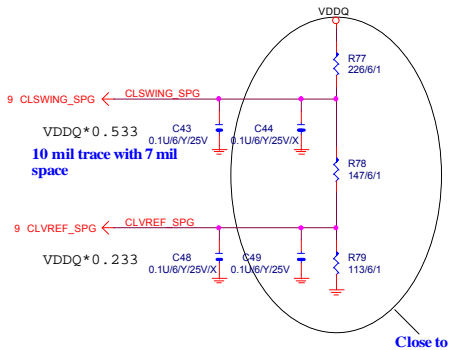 VDDQ
R77
226/6/1
9 CLSWING_SPG
CLSWING_SPG
C43
0.1U/6/Y/25V
C44
0.1U/6/Y/25V/X
VDDQ*0.533
10 mil trace with 7 mil
space
R78
147/6/1
9 CLVREF_SPG
CLVREF_SPG
C48
0.1U/6/Y/25V/X
C49
0.1U/6/Y/25V
VDDQ*0.233
R79
113/6/1
Close to